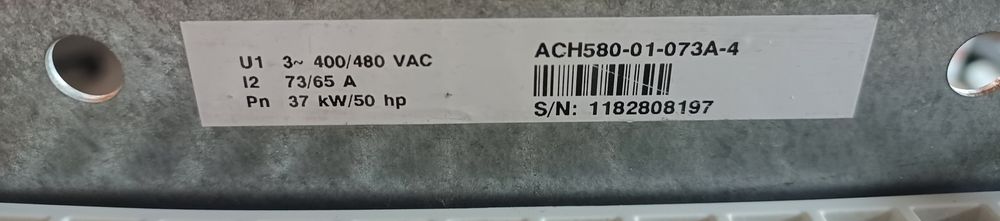 U1 3~ 400/480 VAC
I2 73/65 A
Pn 37 kW/50 hp
ACH580-01-073A-4
S/N: 1182808197